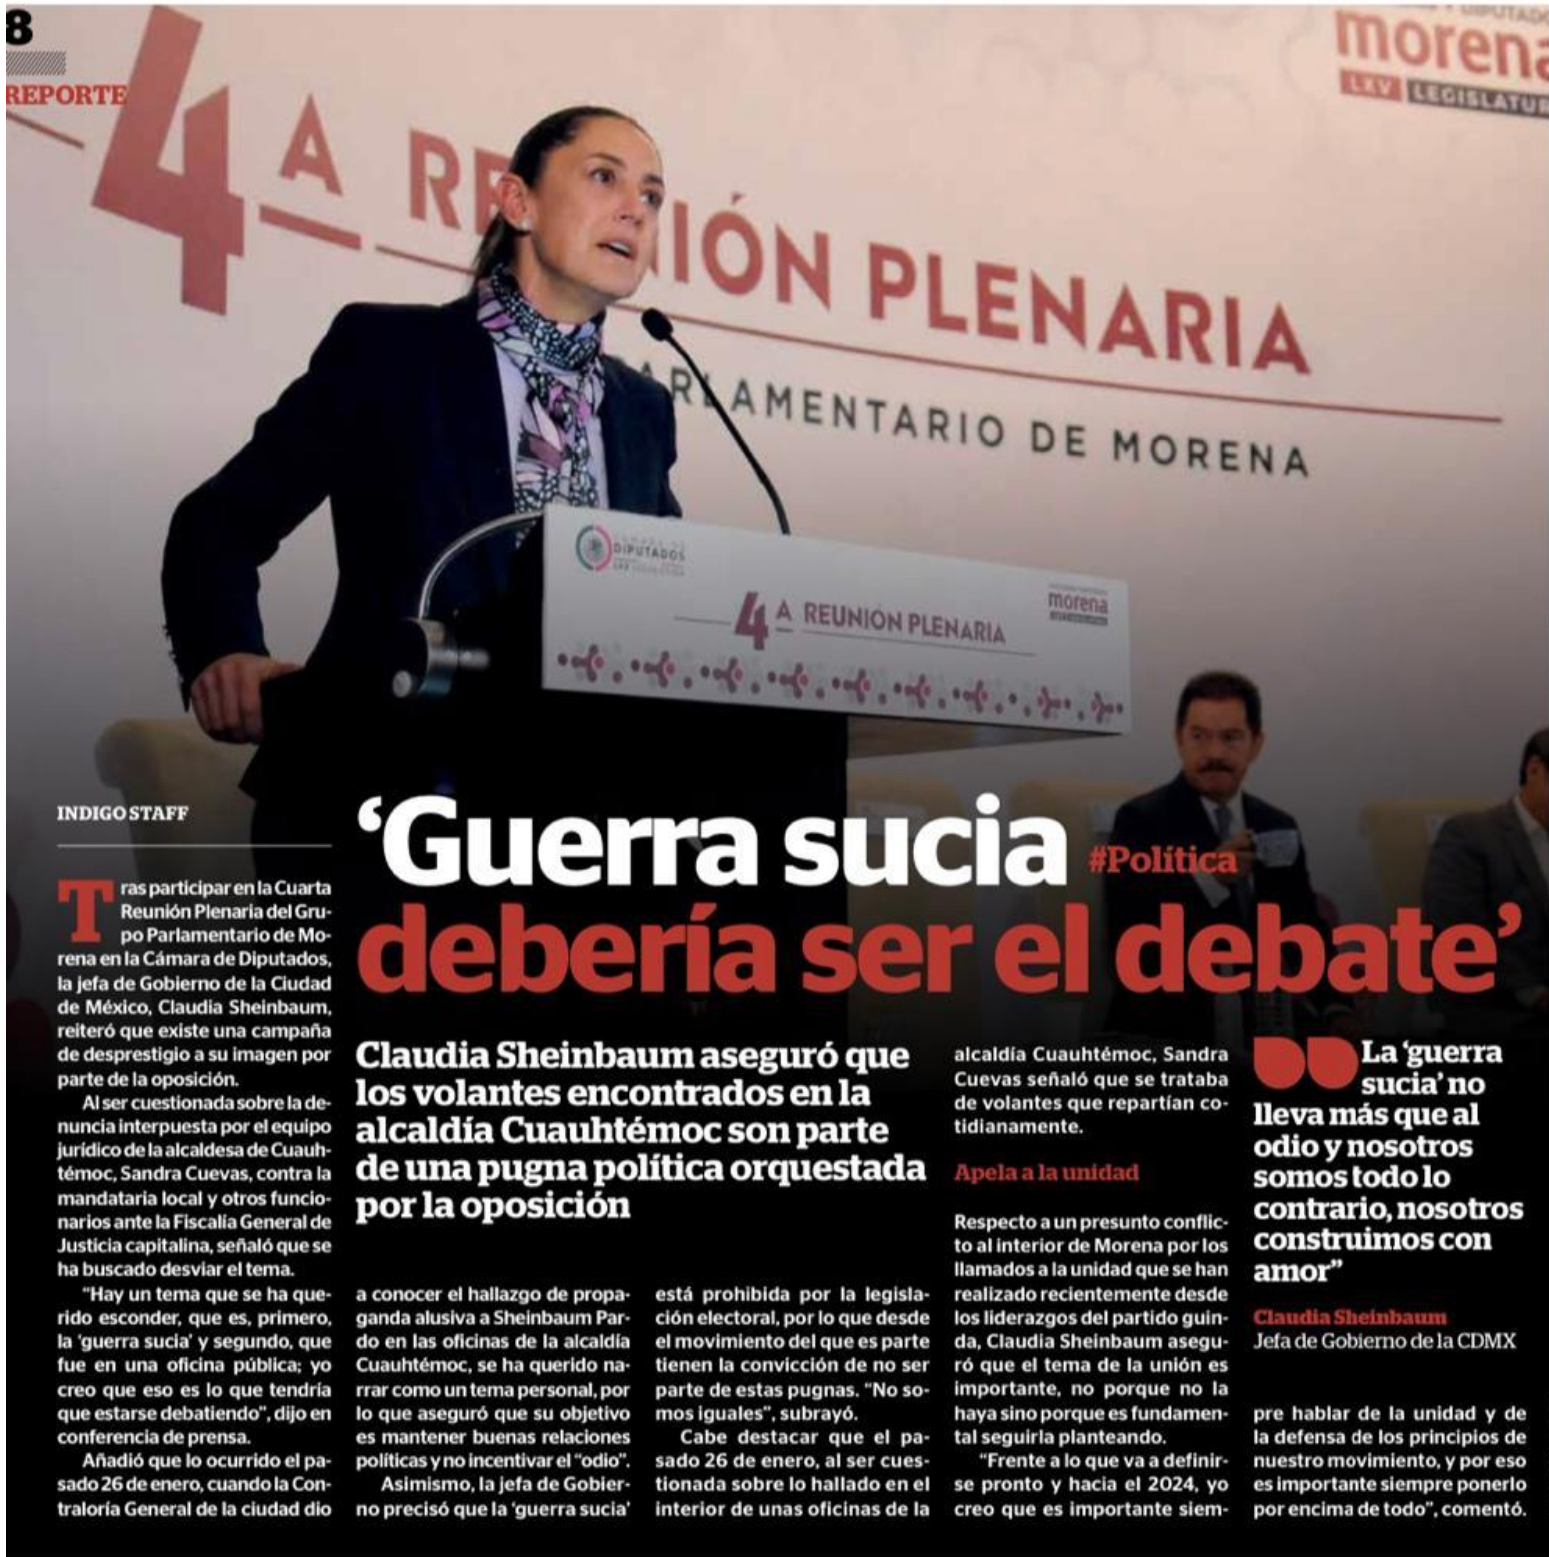 8
REPORTE
morena
LXV LEGISLATUR
4A REUNIÓN PLENARIA
ARLAMENTARIO DE MORENA
DIPUTADOS
4A REUNIÓN PLENARIA
morena
INDIGO STAFF
‘Guerra sucia
#Política
debería ser el debate’
Claudia Sheinbaum aseguró que
los volantes encontrados en la
alcaldía Cuauhtémoc son parte
de una pugna política orquestada
por la oposición
Tras participar en la Cuarta
Reunión Plenaria del Gru-
po Parlamentario de Mo-
rena en la Cámara de Diputados,
la jefa de Gobierno de la Ciudad
de México, Claudia Sheinbaum,
reiteró que existe una campaña
de desprestigio a su imagen por
parte de la oposición.
Al ser cuestionada sobre la de-
nuncia interpuesta por el equipo
jurídico de la alcaldesa de Cuauh-
témoc, Sandra Cuevas, contra la
mandataria local y otros funcio-
narios ante la Fiscalía General de
Justicia capitalina, señaló que se
ha buscado desviar el tema.
“Hay un tema que se ha que-
rido esconder, que es, primero,
la ‘guerra sucia’ y segundo, que
fue en una oficina pública; yo
creo que eso es lo que tendría
que estarse debatiendo”, dijo en
conferencia de prensa.
Añadió que lo ocurrido el pa-
sado 26 de enero, cuando la Con-
traloría General de la ciudad dio
a conocer el hallazgo de propa-
ganda alusiva a Sheinbaum Par-
do en las oficinas de la alcaldía
Cuauhtémoc, se ha querido na-
rrar como un tema personal, por
lo que aseguró que su objetivo
es mantener buenas relaciones
políticas y no incentivar el “odio”.
Asimismo, la jefa de Gobier-
no precisó que la ‘guerra sucia’
está prohibida por la legisla-
ción electoral, por lo que desde
el movimiento del que es parte
tienen la convicción de no ser
parte de estas pugnas. “No so-
mos iguales”, subrayó.
Cabe destacar que el pa-
sado 26 de enero, al ser cues-
tionada sobre lo hallado en el
interior de unas oficinas de la
alcaldía Cuauhtémoc, Sandra
Cuevas señaló que se trataba
de volantes que repartían co-
tidianamente.
Apela a la unidad
Respecto a un presunto conflic-
to al interior de Morena por los
llamados a la unidad que se han
realizado recientemente desde
los liderazgos del partido guin-
da, Claudia Sheinbaum asegu-
ró que el tema de la unión es
importante, no porque no la
haya sino porque es fundamen-
tal seguirla planteando.
“Frente a lo que va a definir-
se pronto y hacia el 2024, yo
creo que es importante siem-
pre hablar de la unidad y de
la defensa de los principios de
nuestro movimiento, y por eso
es importante siempre ponerlo
por encima de todo”, comentó.
La ‘guerra
sucia’ no
lleva más que al
odio y nosotros
somos todo lo
contrario, nosotros
construimos con
amor”
Claudia Sheinbaum
Jefa de Gobierno de la CDMX